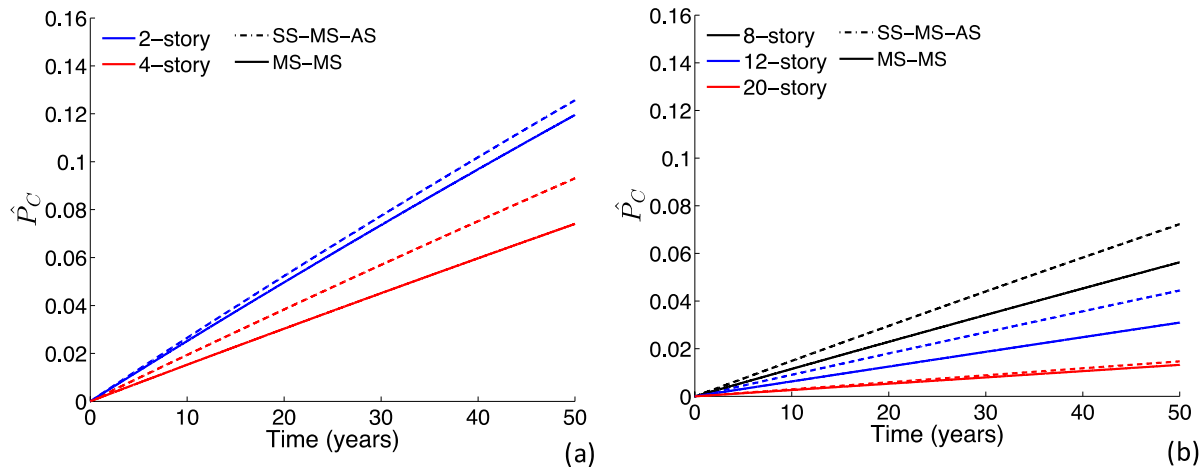 0.16
0.14
0.12
0.1
0.08
0.06
0.04
0.02
0
P̂_C
2-story
4-story
SS-MS-AS
MS-MS
0 10 20 30 40 50
Time (years)
(a)
0.16
0.14
0.12
0.1
0.08
0.06
0.04
0.02
0
P̂_C
8-story
12-story
20-story
SS-MS-AS
MS-MS
0 10 20 30 40 50
Time (years)
(b)